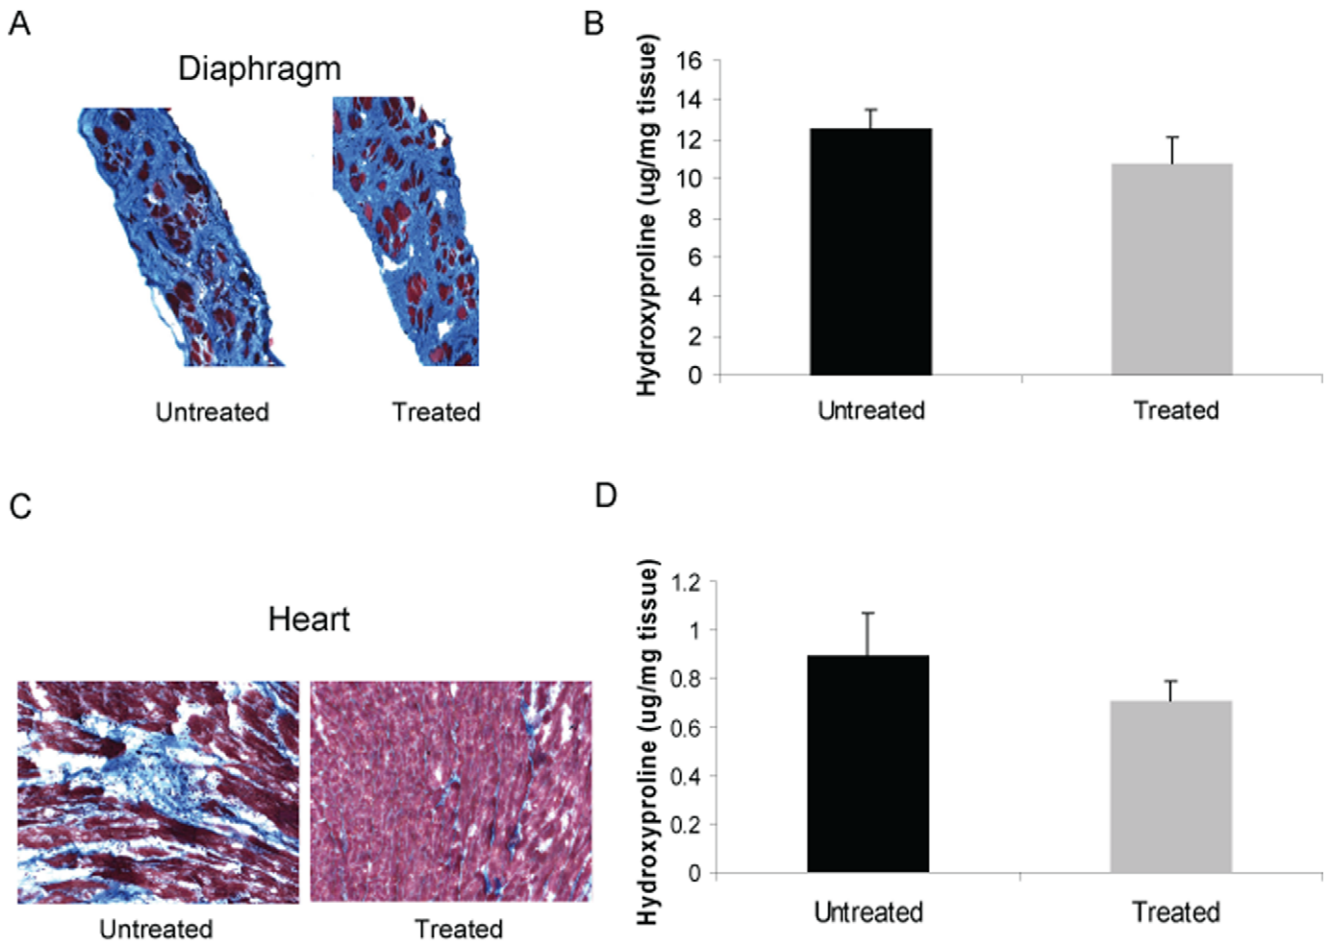 A
Diaphragm
Untreated
Treated
B
Hydroxyproline (ug/mg tissue)
16
14
12
10
8
6
4
2
0
Untreated
Treated
C
Heart
Untreated
Treated
D
Hydroxyproline (ug/mg tissue)
1.2
1
0.8
0.6
0.4
0.2
0
Untreated
Treated